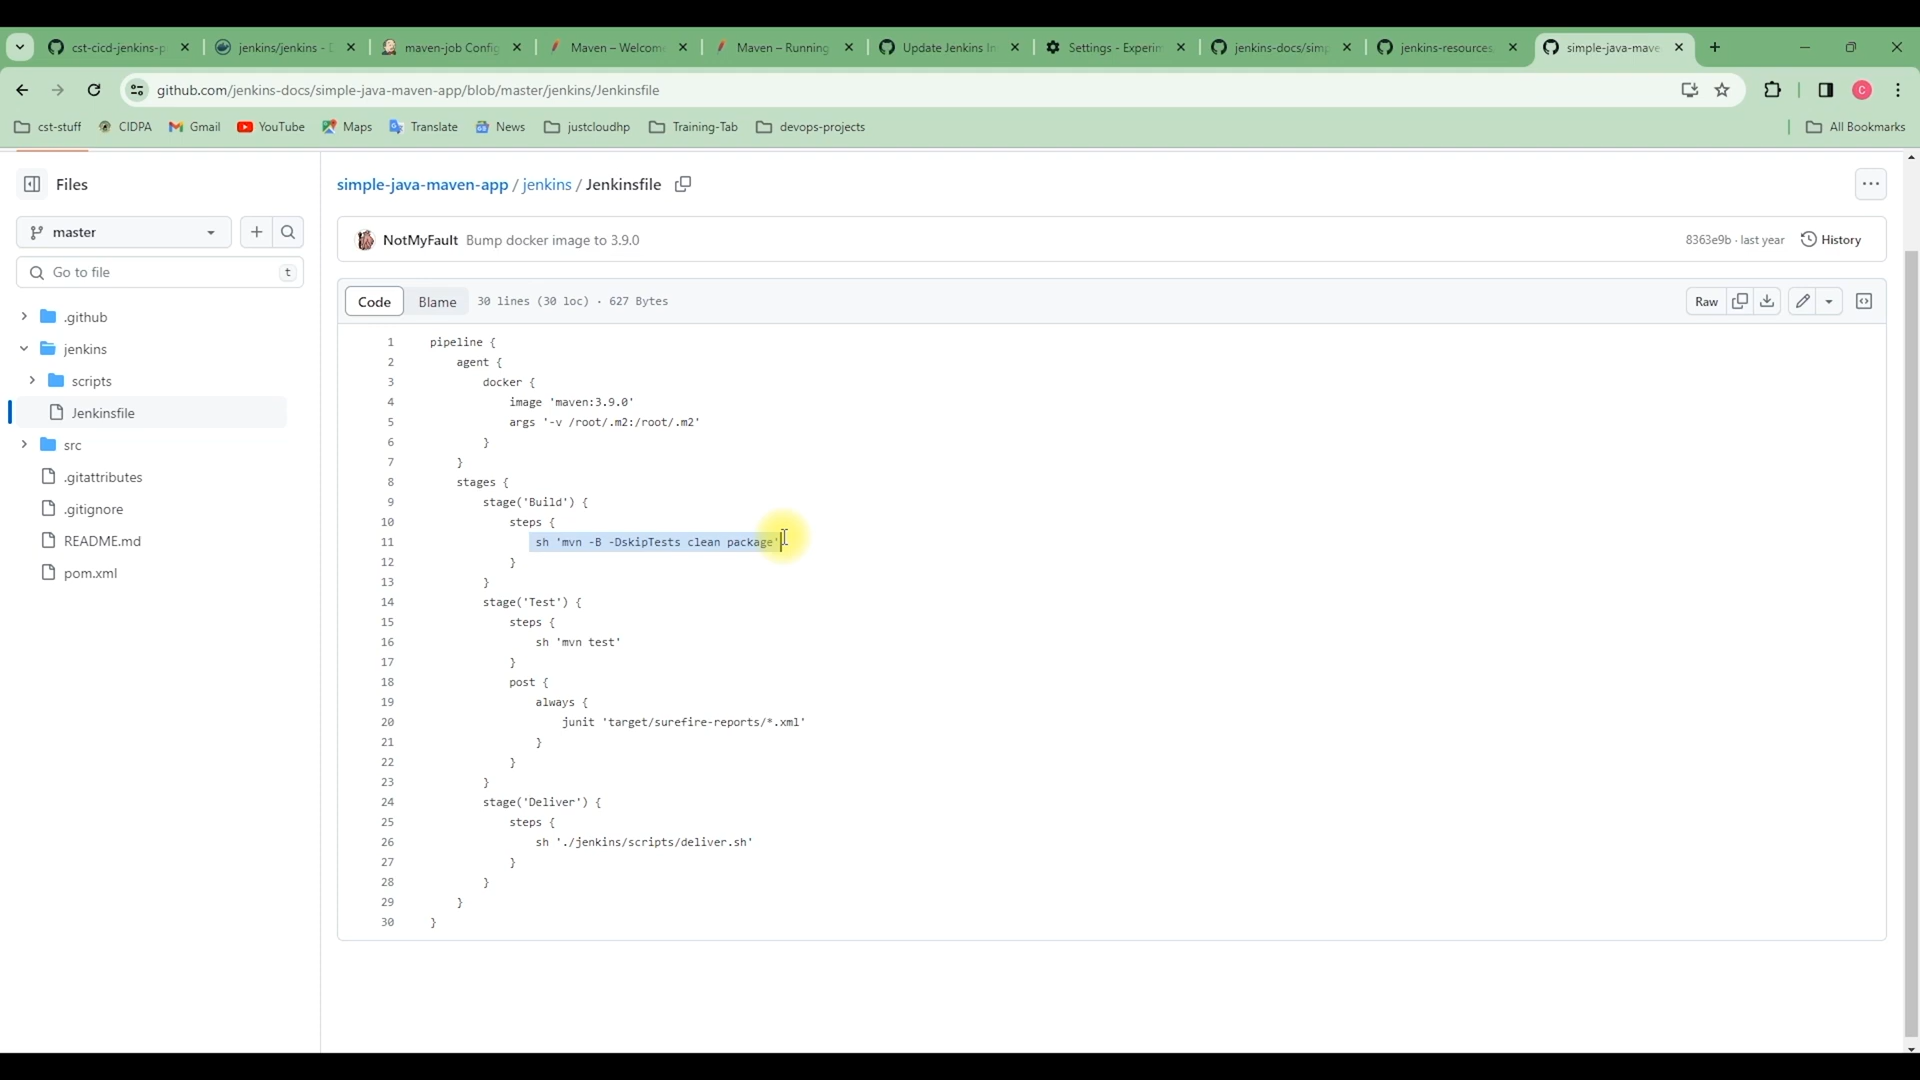 cst-cicd-jenkins-p
jenkins/jenkins -
maven-job Config
Maven – Welcome
Maven – Running
Update Jenkins In
Settings - Experim
jenkins-docs/simp
jenkins-resources
simple-java-mave
github.com/jenkins-docs/simple-java-maven-app/blob/master/jenkins/Jenkinsfile
C
cst-stuff
CIDPA
Gmail
YouTube
Maps
Translate
News
justcloudhp
Training-Tab
devops-projects
All Bookmarks
Files
simple-java-maven-app / jenkins / Jenkinsfile
master
NotMyFault Bump docker image to 3.9.0
8363e9b · last year
History
Go to file
t
Code
Blame
30 lines (30 loc) · 627 Bytes
Raw
.github
jenkins
scripts
Jenkinsfile
src
.gitattributes
.gitignore
README.md
pom.xml
1 pipeline {
2 agent {
3 docker {
4 image 'maven:3.9.0'
5 args '-v /root/.m2:/root/.m2'
6 }
7 }
8 stages {
9 stage('Build') {
10 steps {
11 sh 'mvn -B -DskipTests clean package'
12 }
13 }
14 stage('Test') {
15 steps {
16 sh 'mvn test'
17 }
18 post {
19 always {
20 junit 'target/surefire-reports/*.xml'
21 }
22 }
23 }
24 stage('Deliver') {
25 steps {
26 sh './jenkins/scripts/deliver.sh'
27 }
28 }
29 }
30 }